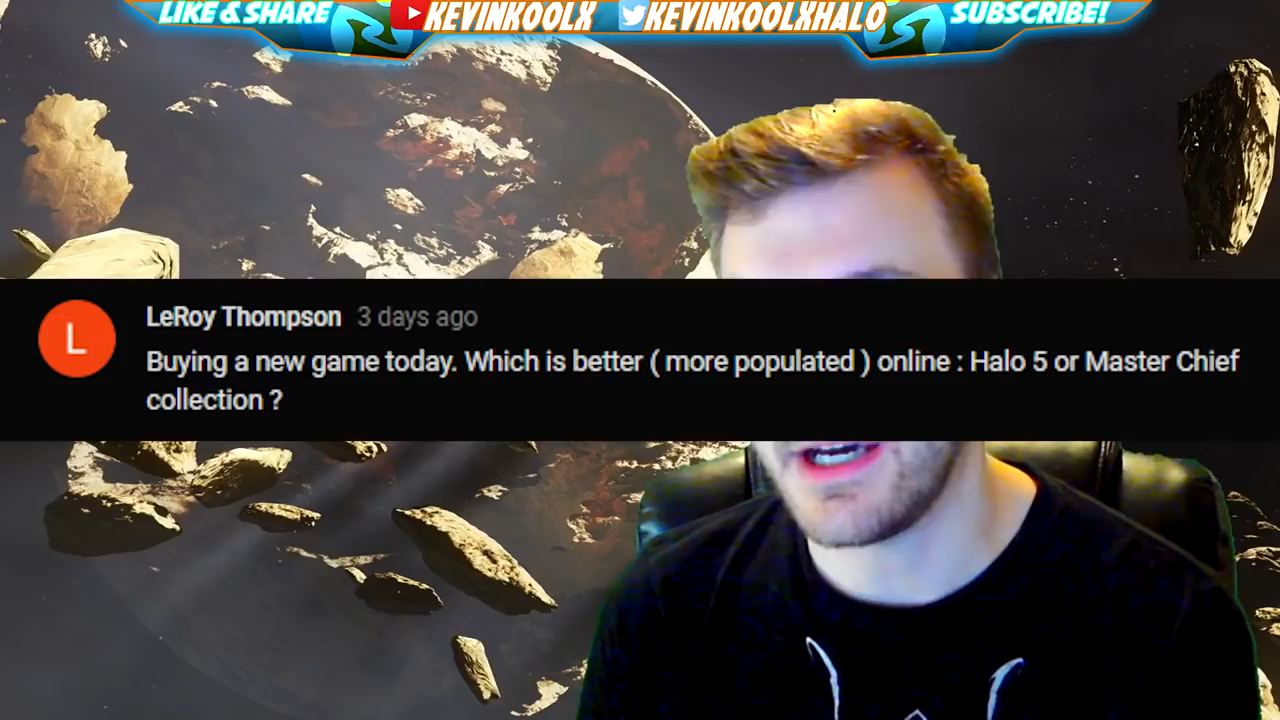 LIKE & SHARE KEVINKOOLX KEVINKOOLXHALO SUBSCRIBE!
L
LeRoy Thompson 3 days ago
Buying a new game today. Which is better ( more populated ) online : Halo 5 or Master Chief
collection ?